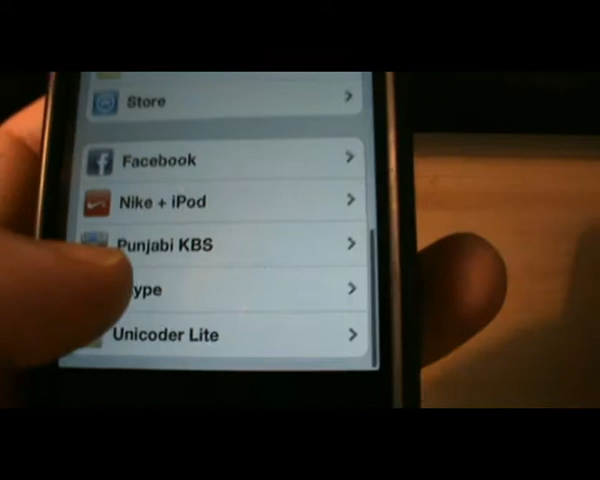 Store
Facebook
Nike + iPod
Punjabi KBS
ype
Unicoder Lite